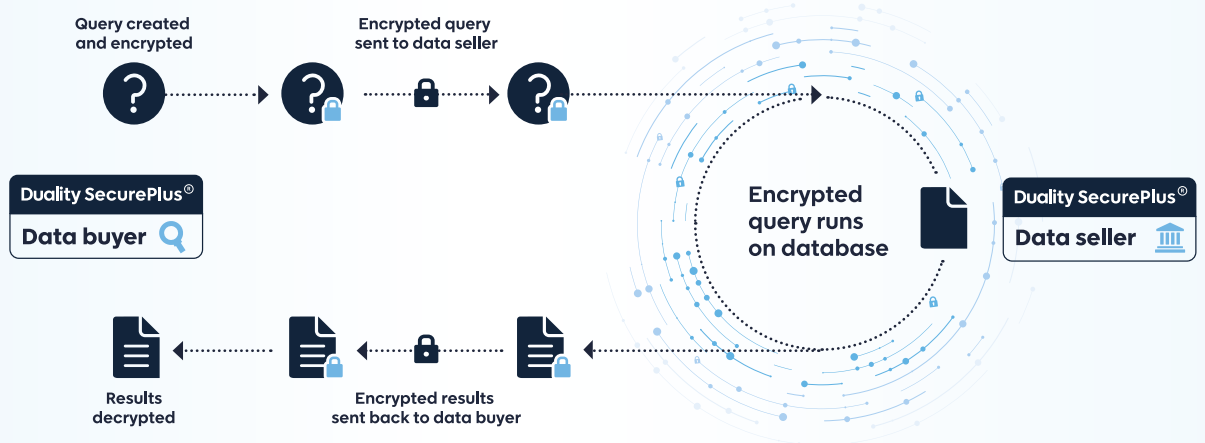 Query created
and encrypted
Encrypted query
sent to data seller
Duality SecurePlus®
Data buyer
Encrypted
query runs
on database
Duality SecurePlus®
Data seller
Results
decrypted
Encrypted results
sent back to data buyer